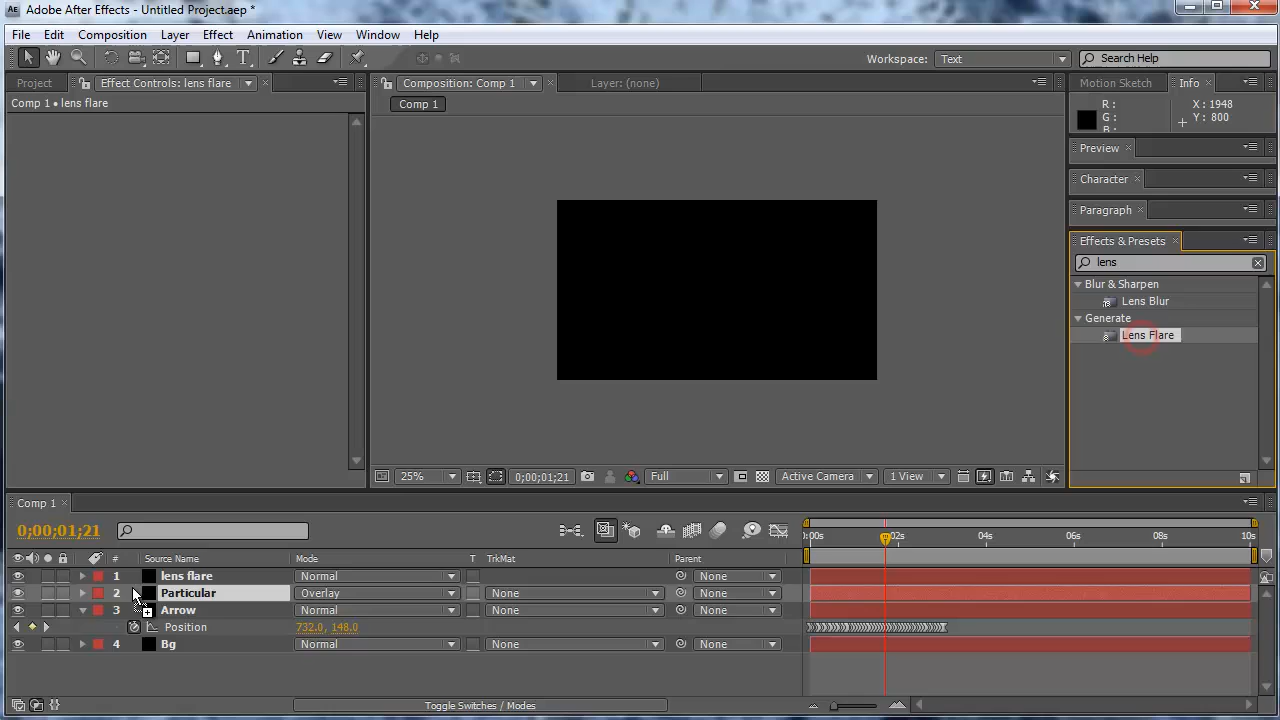 Adobe After Effects - Untitled Project.aep *
File Edit Composition Layer Effect Animation View Window Help
Workspace: Text Search Help
Project Effect Controls: lens flare Composition: Comp 1 Layer: (none) Motion Sketch Info
Comp 1 • lens flare Comp 1
R: X: 1948
G: Y: 800
B:
Preview
Character
Paragraph
Effects & Presets
lens
Blur & Sharpen
Lens Blur
Generate
Lens Flare
25% 0;00;01;21 Full Active Camera 1 View
Comp 1
0;00;01;21
0:00s 02s 04s 06s 08s 10s
# Source Name Mode T TrkMat Parent
1 lens flare Normal None
2 Particular Overlay None None
3 Arrow Normal None None
Position 732.0, 148.0
4 Bg Normal None None
Toggle Switches / Modes